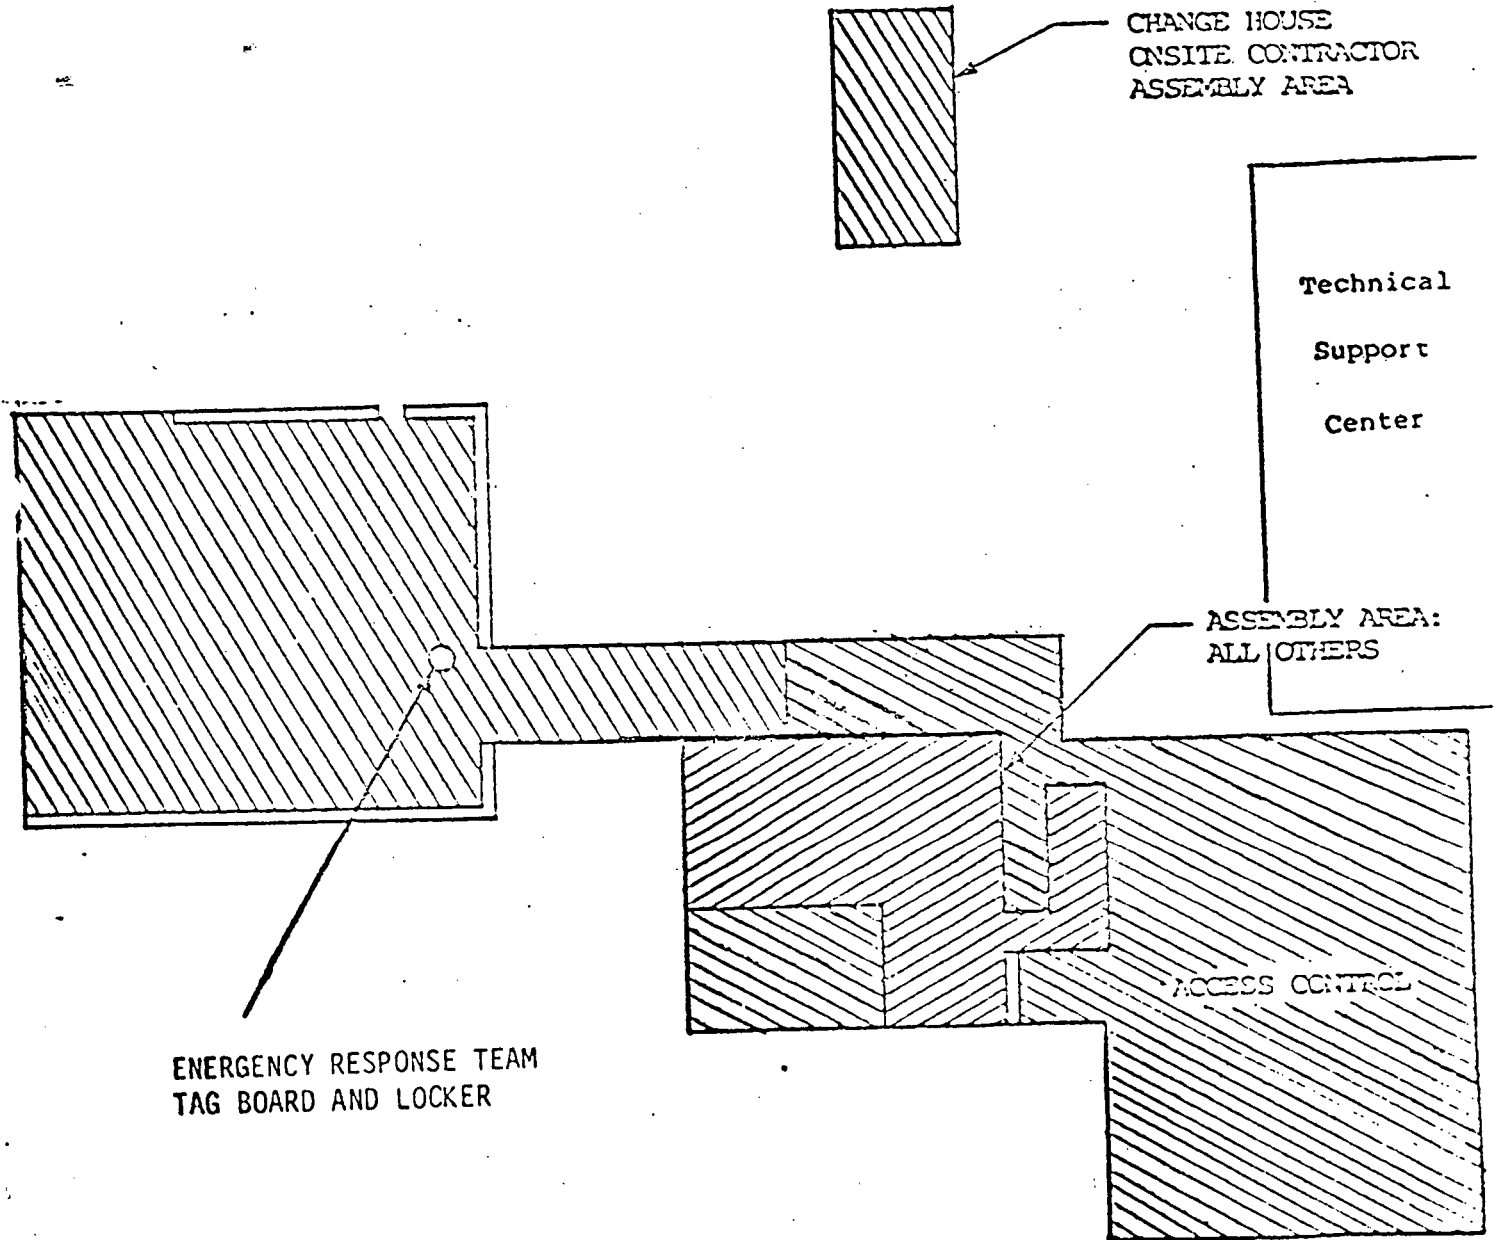 CHANGE HOUSE
ONSITE CONTRACTOR
ASSEMBLY AREA
Technical
Support
Center
ASSEMBLY AREA:
ALL OTHERS
ACCESS CONTROL
ENERGENCY RESPONSE TEAM
TAG BOARD AND LOCKER